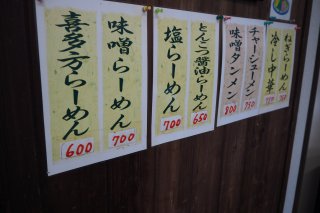 ねぎらーめん
冷し中華
チャーシューメン
750
味噌タンメン
800
とんこつ醤油らーめん
650
塩らーめん
700
味噌らーめん
700
喜多方らーめん
600